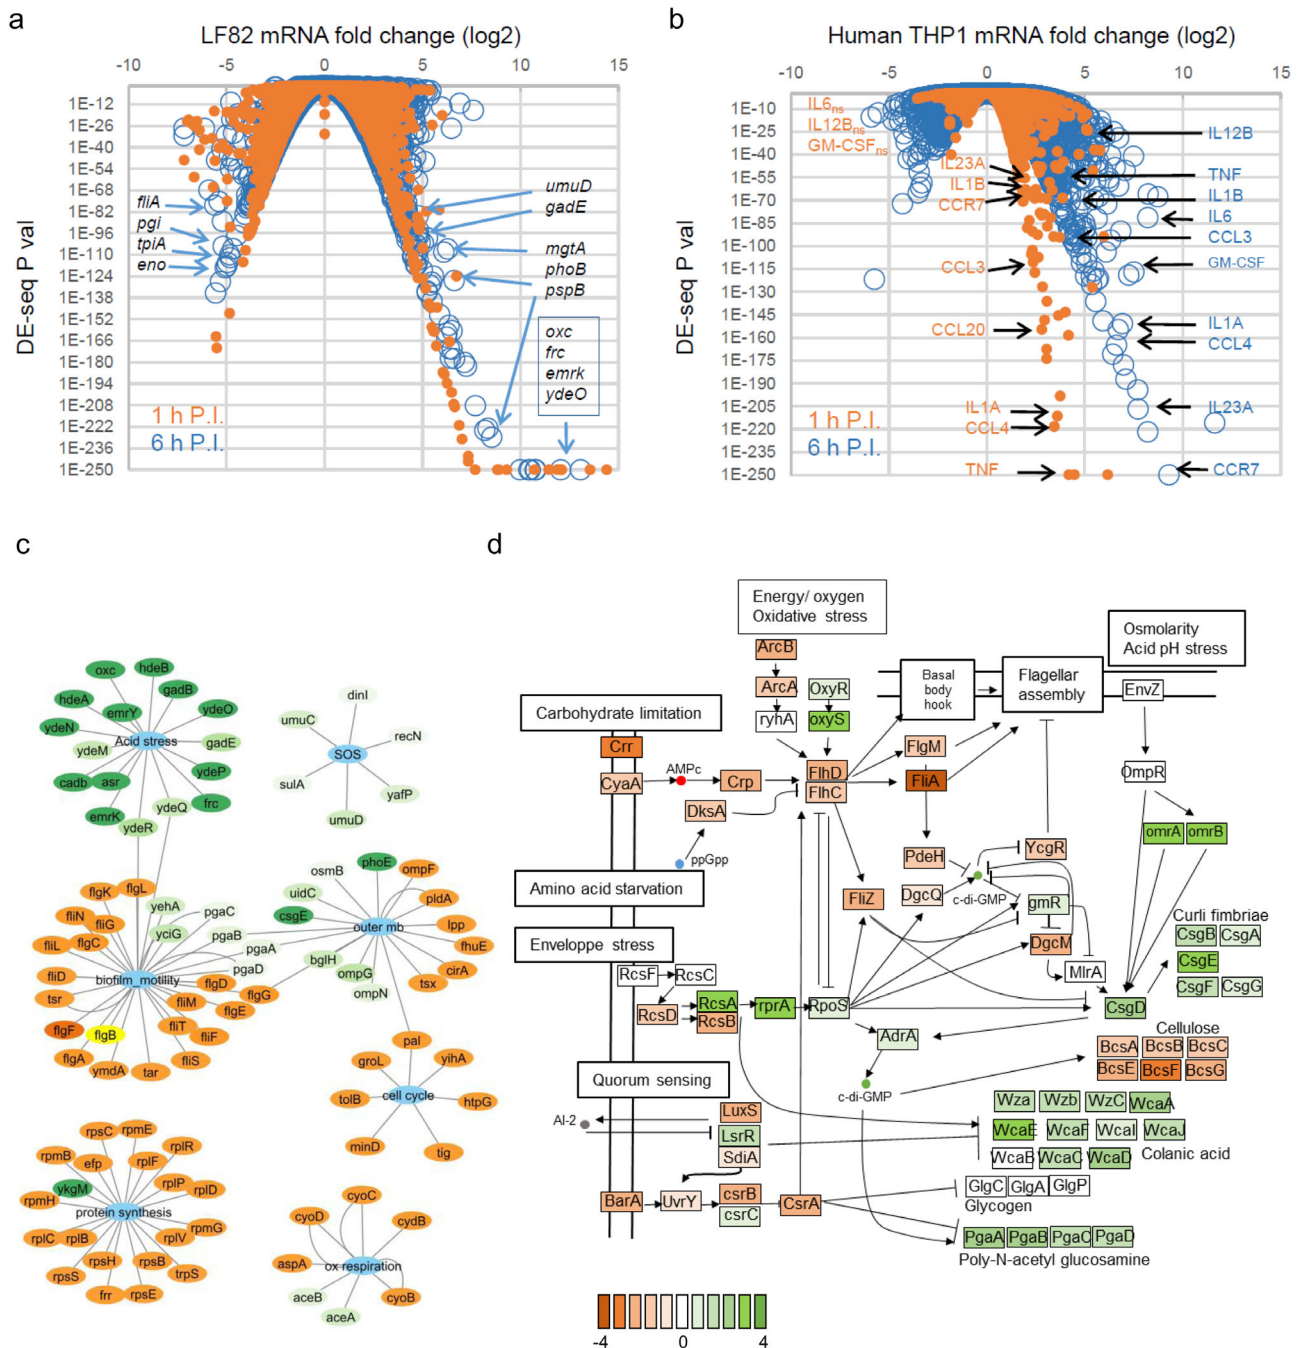 a
LF82 mRNA fold change (log2)
-10 -5 0 5 10 15
DE-seq P val
1E-12
1E-26
1E-40
1E-54
1E-68
1E-82
1E-96
1E-110
1E-124
1E-138
1E-152
1E-166
1E-180
1E-194
1E-208
1E-222
1E-236
1E-250
fliA
pgi
tpiA
eno
umuD
gadE
mgtA
phoB
pspB
oxc
frc
emrk
ydeO
1 h P.I.
6 h P.I.
b
Human THP1 mRNA fold change (log2)
-10 -5 0 5 10 15
DE-seq P val
1E-10
1E-25
1E-40
1E-55
1E-70
1E-85
1E-100
1E-115
1E-130
1E-145
1E-160
1E-175
1E-190
1E-205
1E-220
1E-235
1E-250
IL6ns
IL12Bns
GM-CSFns
IL23A
IL1B
CCR7
CCL3
CCL20
IL1A
CCL4
TNF
IL12B
TNF
IL1B
IL6
CCL3
GM-CSF
IL1A
CCL4
IL23A
CCR7
1 h P.I.
6 h P.I.
c
oxc
hdeB
hdeA
gadB
emrY
ydeO
ydeN
Acid stress
gadE
ydeM
ydeP
cadb
asr
ydeQ
frc
emrK
ydeR
dinI
umuC
recN
SOS
sulA
yafP
umuD
flgK
flgL
fliN
yehA
pgaC
fliG
fliL
flgC
yciG
pgaB
pgaA
fliD
biofilm_motility
pgaD
flgD
tsr
fliM
flgG
flgE
flgF
flgB
fliT
fliF
flgA
fliS
ymdA
tar
phoE
ompF
osmB
uidC
pldA
csgE
outer mb
lpp
fhuE
bglH
ompG
cirA
ompN
tsx
pal
groL
yihA
tolB
cell cycle
htpG
minD
tig
rpsC
rpmE
rplR
rpmB
efp
rplF
ykgM
rplP
rplD
rpmH
protein synthesis
rpmG
rplC
rplB
rplV
rpsH
rpsB
rpsS
trpS
frr
rpsE
cyoC
cyoD
cydB
aspA
ox respiration
aceB
cyoB
aceA
d
Energy/ oxygen
Oxidative stress
Osmolarity
Acid pH stress
Carbohydrate limitation
Basal
body
hook
Flagellar
assembly
ArcB
ArcA
OxyR
ryhA
oxyS
EnvZ
Crr
CyaA
AMPc
Crp
FlhD
FlhC
FlgM
FliA
OmpR
DksA
ppGpp
omrA
omrB
PdeH
YcgR
Amino acid starvation
FliZ
DgcQ
c-di-GMP
gmR
DgcM
MlrA
Curli fimbriae
CsgB
CsgA
CsgE
CsgF
CsgG
CsgD
Enveloppe stress
RcsF
RcsC
RcsD
RcsA
RcsB
rprA
RpoS
AdrA
c-di-GMP
Cellulose
BcsA
BcsB
BcsC
BcsE
BcsF
BcsG
Quorum sensing
AI-2
LuxS
LsrR
SdiA
Wza
Wzb
WzC
WcaA
WcaE
WcaF
WcaI
WcaJ
WcaB
WcaC
WcaD
Colanic acid
BarA
UvrY
csrB
csrC
CsrA
GlgC
GlgA
GlgP
Glycogen
PgaA
PgaB
PgaC
PgaD
Poly-N-acetyl glucosamine
-4 0 4